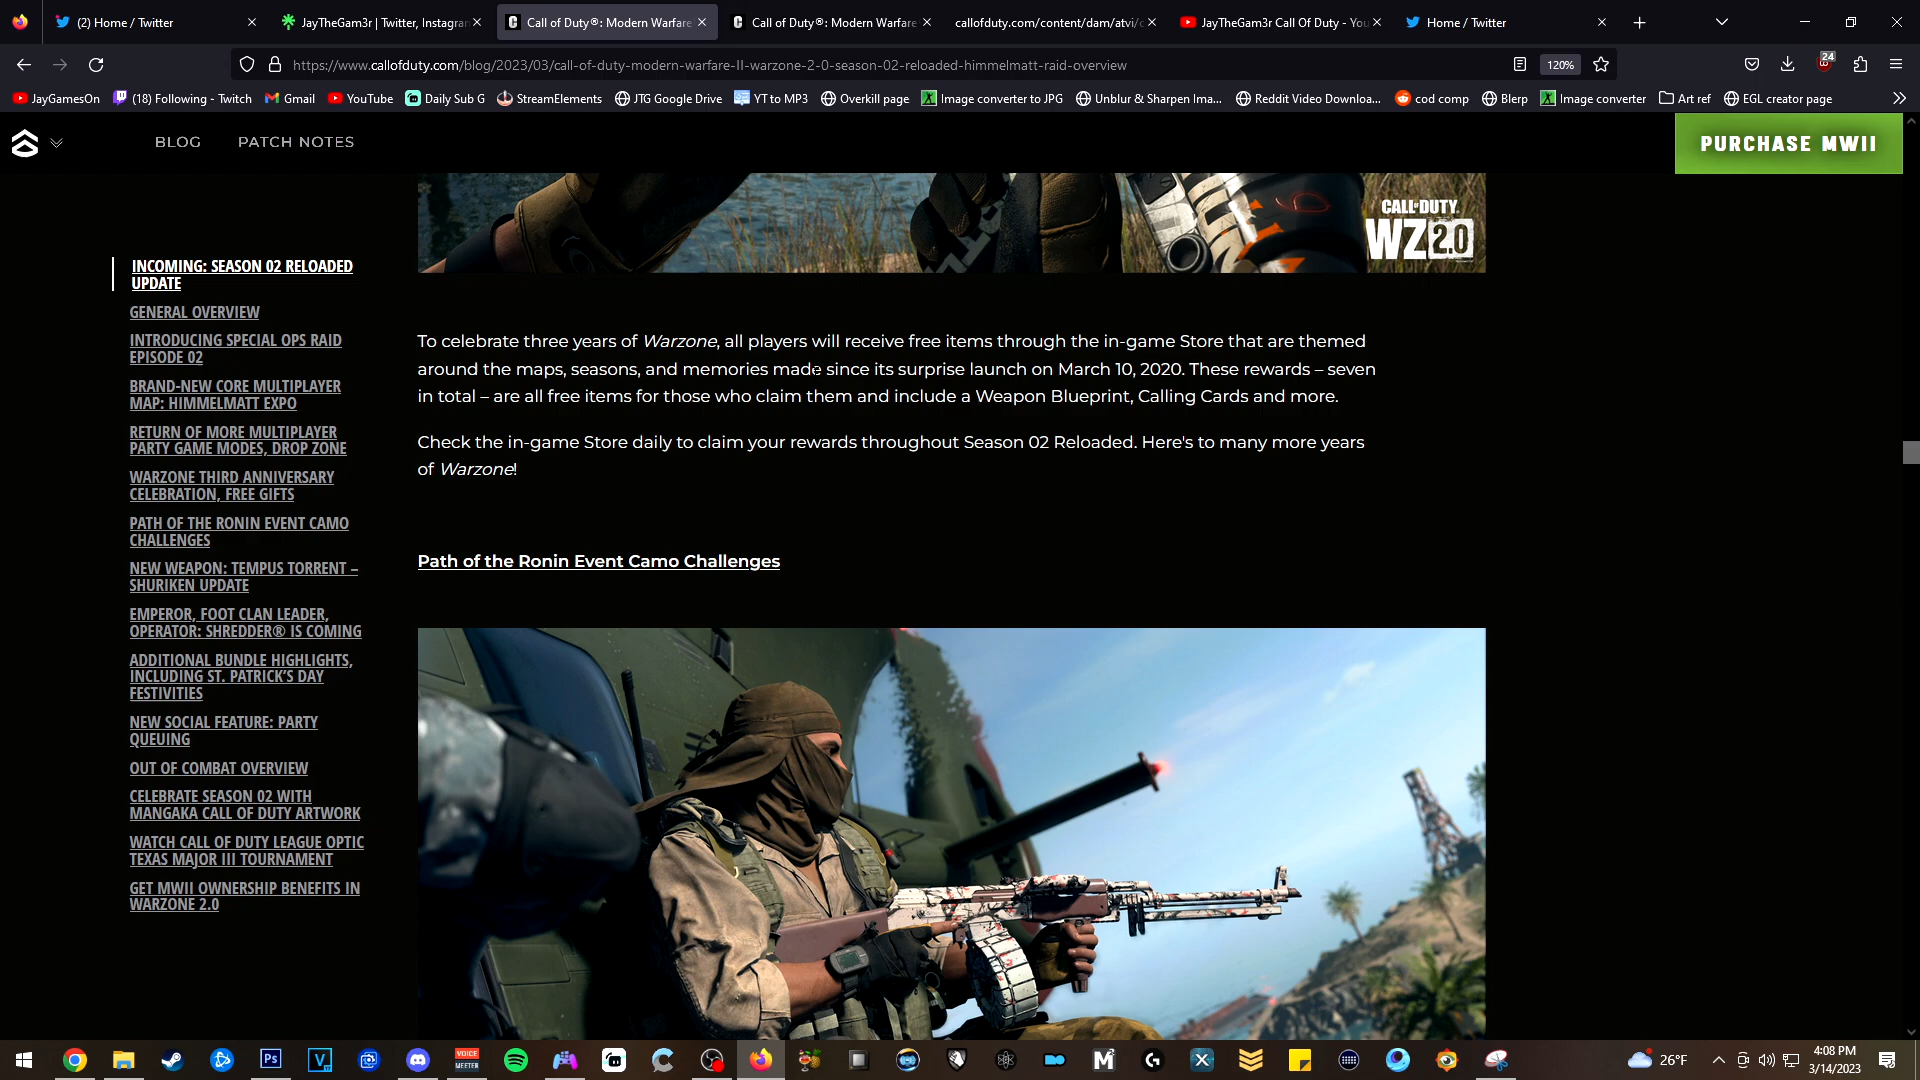 (2) Home / Twitter
JayTheGam3r | Twitter, Instagran
Call of Duty®: Modern Warfare
Call of Duty®: Modern Warfare
callofduty.com/content/dam/atvi/c
JayTheGam3r Call Of Duty - You
Home / Twitter
https://www.callofduty.com/blog/2023/03/call-of-duty-modern-warfare-II-warzone-2-0-season-02-reloaded-himmelmatt-raid-overview
120%
24
JayGamesOn
(18) Following - Twitch
Gmail
YouTube
Daily Sub G
StreamElements
JTG Google Drive
YT to MP3
Overkill page
Image converter to JPG
Unblur & Sharpen Ima...
Reddit Video Downloa...
cod comp
Blerp
Image converter
Art ref
EGL creator page
BLOG
PATCH NOTES
PURCHASE MWII
CALL OF DUTY
WZ 2.0
INCOMING: SEASON 02 RELOADED
UPDATE
GENERAL OVERVIEW
INTRODUCING SPECIAL OPS RAID
EPISODE 02
BRAND-NEW CORE MULTIPLAYER
MAP: HIMMELMATT EXPO
RETURN OF MORE MULTIPLAYER
PARTY GAME MODES, DROP ZONE
WARZONE THIRD ANNIVERSARY
CELEBRATION, FREE GIFTS
PATH OF THE RONIN EVENT CAMO
CHALLENGES
NEW WEAPON: TEMPUS TORRENT –
SHURIKEN UPDATE
EMPEROR, FOOT CLAN LEADER,
OPERATOR: SHREDDER® IS COMING
ADDITIONAL BUNDLE HIGHLIGHTS,
INCLUDING ST. PATRICK'S DAY
FESTIVITIES
NEW SOCIAL FEATURE: PARTY
QUEUING
OUT OF COMBAT OVERVIEW
CELEBRATE SEASON 02 WITH
MANGAKA CALL OF DUTY ARTWORK
WATCH CALL OF DUTY LEAGUE OPTIC
TEXAS MAJOR III TOURNAMENT
GET MWII OWNERSHIP BENEFITS IN
WARZONE 2.0
To celebrate three years of Warzone, all players will receive free items through the in-game Store that are themed
around the maps, seasons, and memories made since its surprise launch on March 10, 2020. These rewards – seven
in total – are all free items for those who claim them and include a Weapon Blueprint, Calling Cards and more.
Check the in-game Store daily to claim your rewards throughout Season 02 Reloaded. Here's to many more years
of Warzone!
Path of the Ronin Event Camo Challenges
Ps
VOICE
MEETER
26°F
4:08 PM
3/14/2023